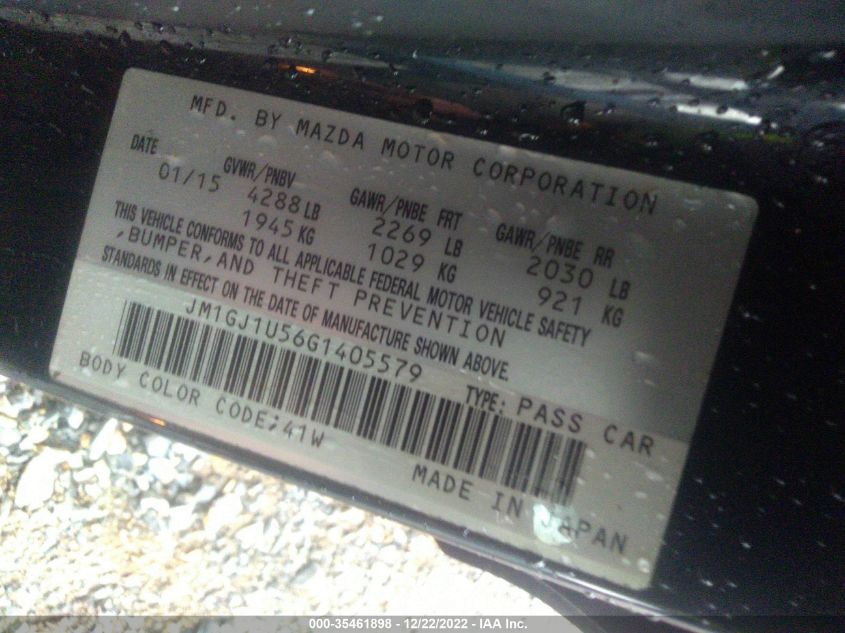 MFD. BY MAZDA MOTOR CORPORATION
DATE GVWR/PNBV GAWR/PNBE FRT GAWR/PNBE RR
01/15 4288 LB 2269 LB 2030 LB
1945 KG 1029 KG 921 KG
THIS VEHICLE CONFORMS TO ALL APPLICABLE FEDERAL MOTOR VEHICLE SAFETY
,BUMPER,AND THEFT PREVENTION
STANDARDS IN EFFECT ON THE DATE OF MANUFACTURE SHOWN ABOVE.
JM1GJ1U56G1405579 TYPE: PASS CAR
BODY COLOR CODE;41W
MADE IN JAPAN
000-35461898 - 12/22/2022 - IAA Inc.